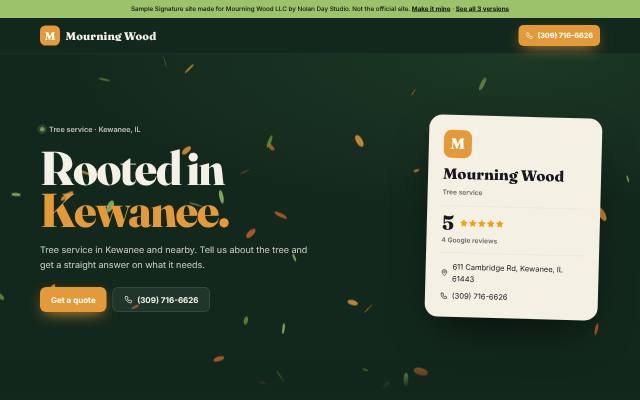 Sample Signature site made for Mourning Wood LLC by Nolan Day Studio. Not the official site. Make it mine · See all 3 versions
M Mourning Wood
(309) 716-6626
Tree service · Kewanee, IL
Rooted in
Kewanee.
Tree service in Kewanee and nearby. Tell us about the tree and
get a straight answer on what it needs.
Get a quote
(309) 716-6626
M
Mourning Wood
Tree service
5
4 Google reviews
611 Cambridge Rd, Kewanee, IL
61443
(309) 716-6626